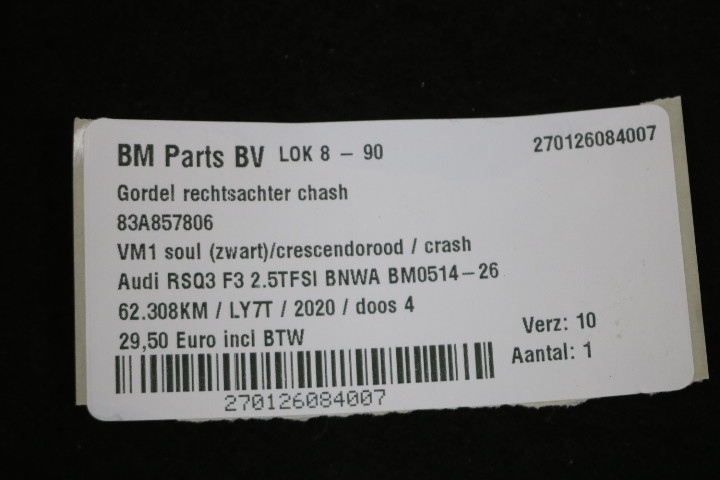 BM Parts BV LOK 8 - 90 270126084007
Gordel rechtsachter chash
83A857806
VM1 soul (zwart)/crescendorood / crash
Audi RSQ3 F3 2.5TFSI BNWA BM0514-26
62.308KM / LY7T / 2020 / doos 4
29,50 Euro incl BTW
Verz: 10
Aantal: 1
270126084007